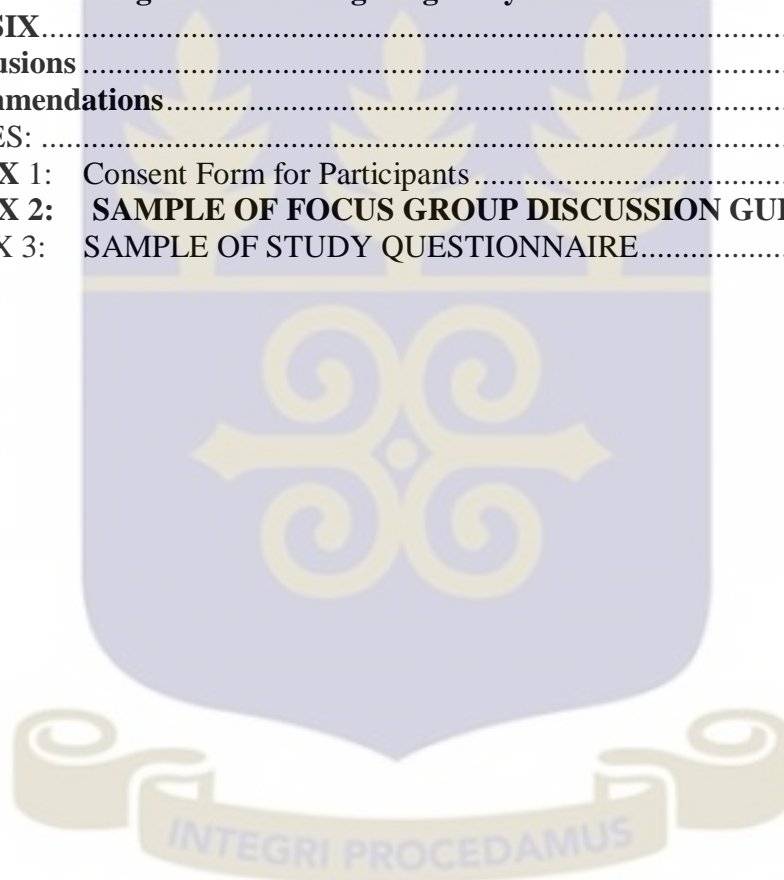 SIX........................................................................................
usions........................................................................................
mendations........................................................................................
ES: ........................................................................................
X 1: Consent Form for Participants........................................
X 2: SAMPLE OF FOCUS GROUP DISCUSSION GUI
X 3: SAMPLE OF STUDY QUESTIONNAIRE....................
INTEGRI PROCEDAMUS